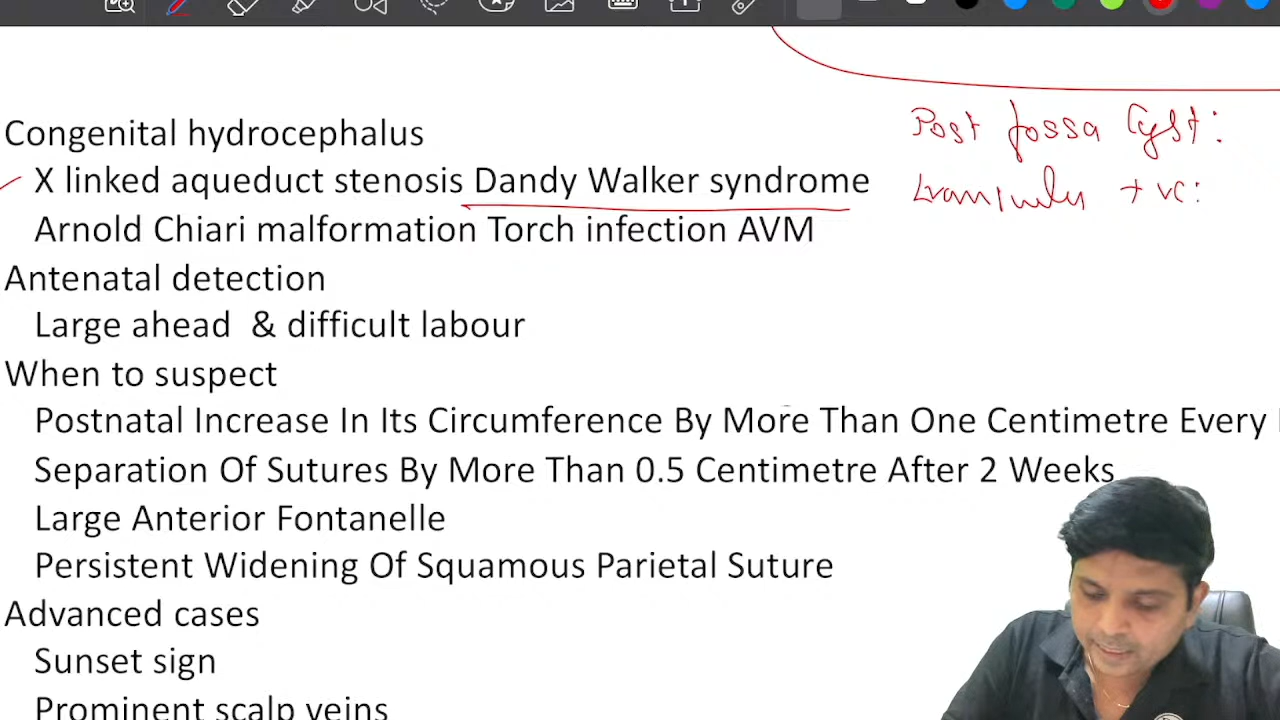 Congenital hydrocephalus
X linked aqueduct stenosis Dandy Walker syndrome
Arnold Chiari malformation Torch infection AVM
Antenatal detection
Large ahead & difficult labour
When to suspect
Postnatal Increase In Its Circumference By More Than One Centimetre Every
Separation Of Sutures By More Than 0.5 Centimetre After 2 Weeks
Large Anterior Fontanelle
Persistent Widening Of Squamous Parietal Suture
Advanced cases
Sunset sign
Prominent scalp veins
Post fossa Cyst:
+ vc: